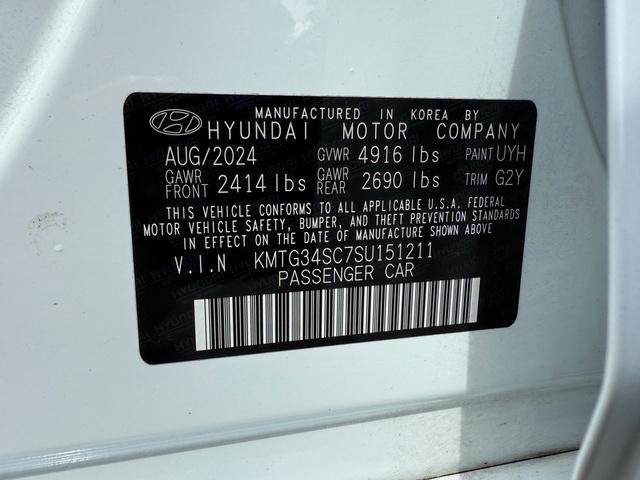 MANUFACTURED IN KOREA BY
HYUNDAI MOTOR COMPANY
AUG/2024 GVWR 4916 lbs PAINT UYH
GAWR FRONT 2414 lbs GAWR REAR 2690 lbs TRIM G2Y
THIS VEHICLE CONFORMS TO ALL APPLICABLE U.S.A. FEDERAL
MOTOR VEHICLE SAFETY, BUMPER, AND THEFT PREVENTION STANDARDS
IN EFFECT ON THE DATE OF MANUFACTURE SHOWN ABOVE
V.I.N KMTG34SC7SU151211
PASSENGER CAR